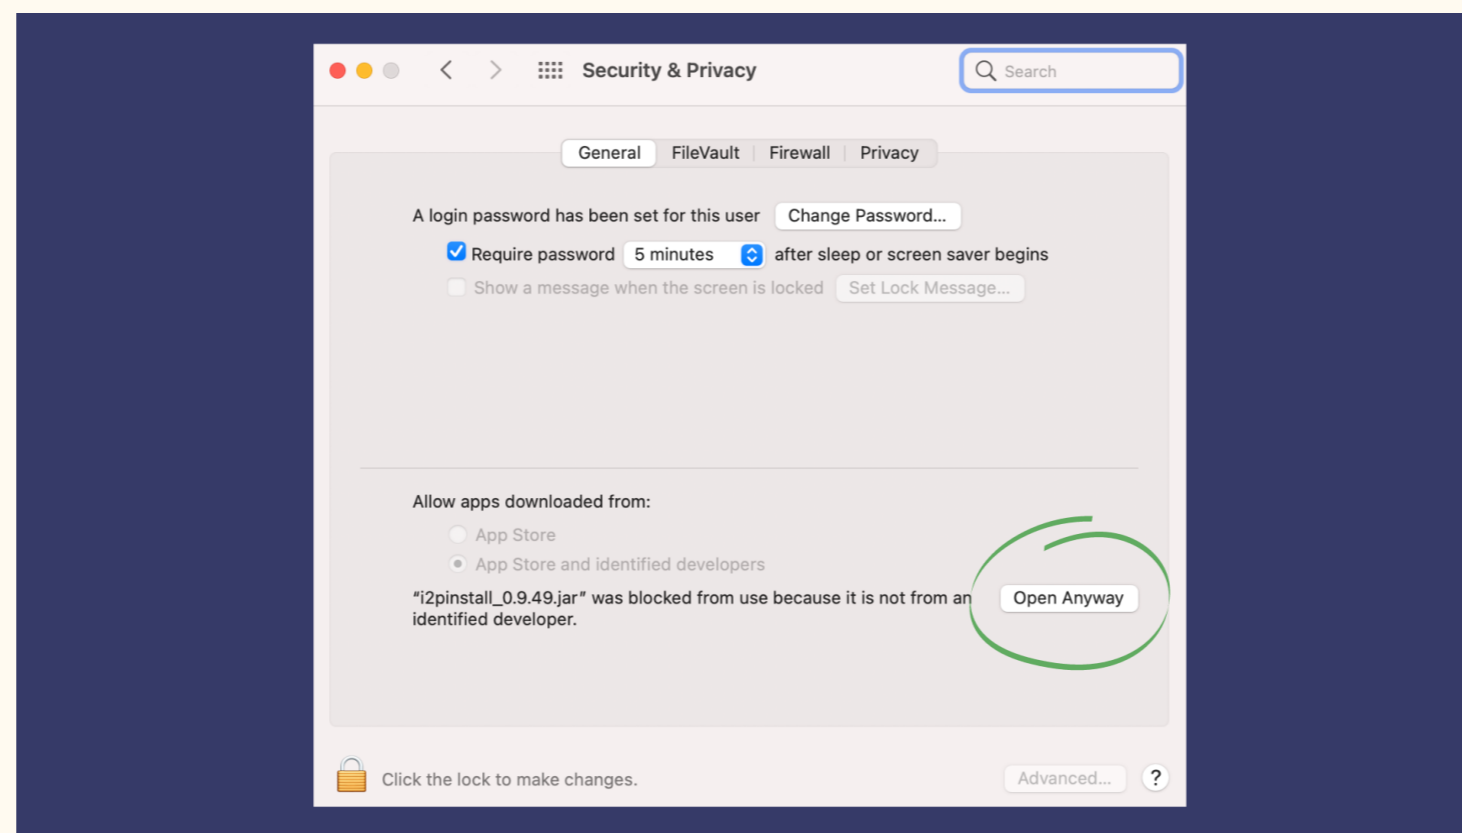 Security & Privacy
Search
General FileVault Firewall Privacy
A login password has been set for this user Change Password...
Require password 5 minutes after sleep or screen saver begins
Show a message when the screen is locked Set Lock Message...
Allow apps downloaded from:
App Store
App Store and identified developers
“i2pinstall_0.9.49.jar” was blocked from use because it is not from an Open Anyway
identified developer.
Click the lock to make changes. Advanced... ?